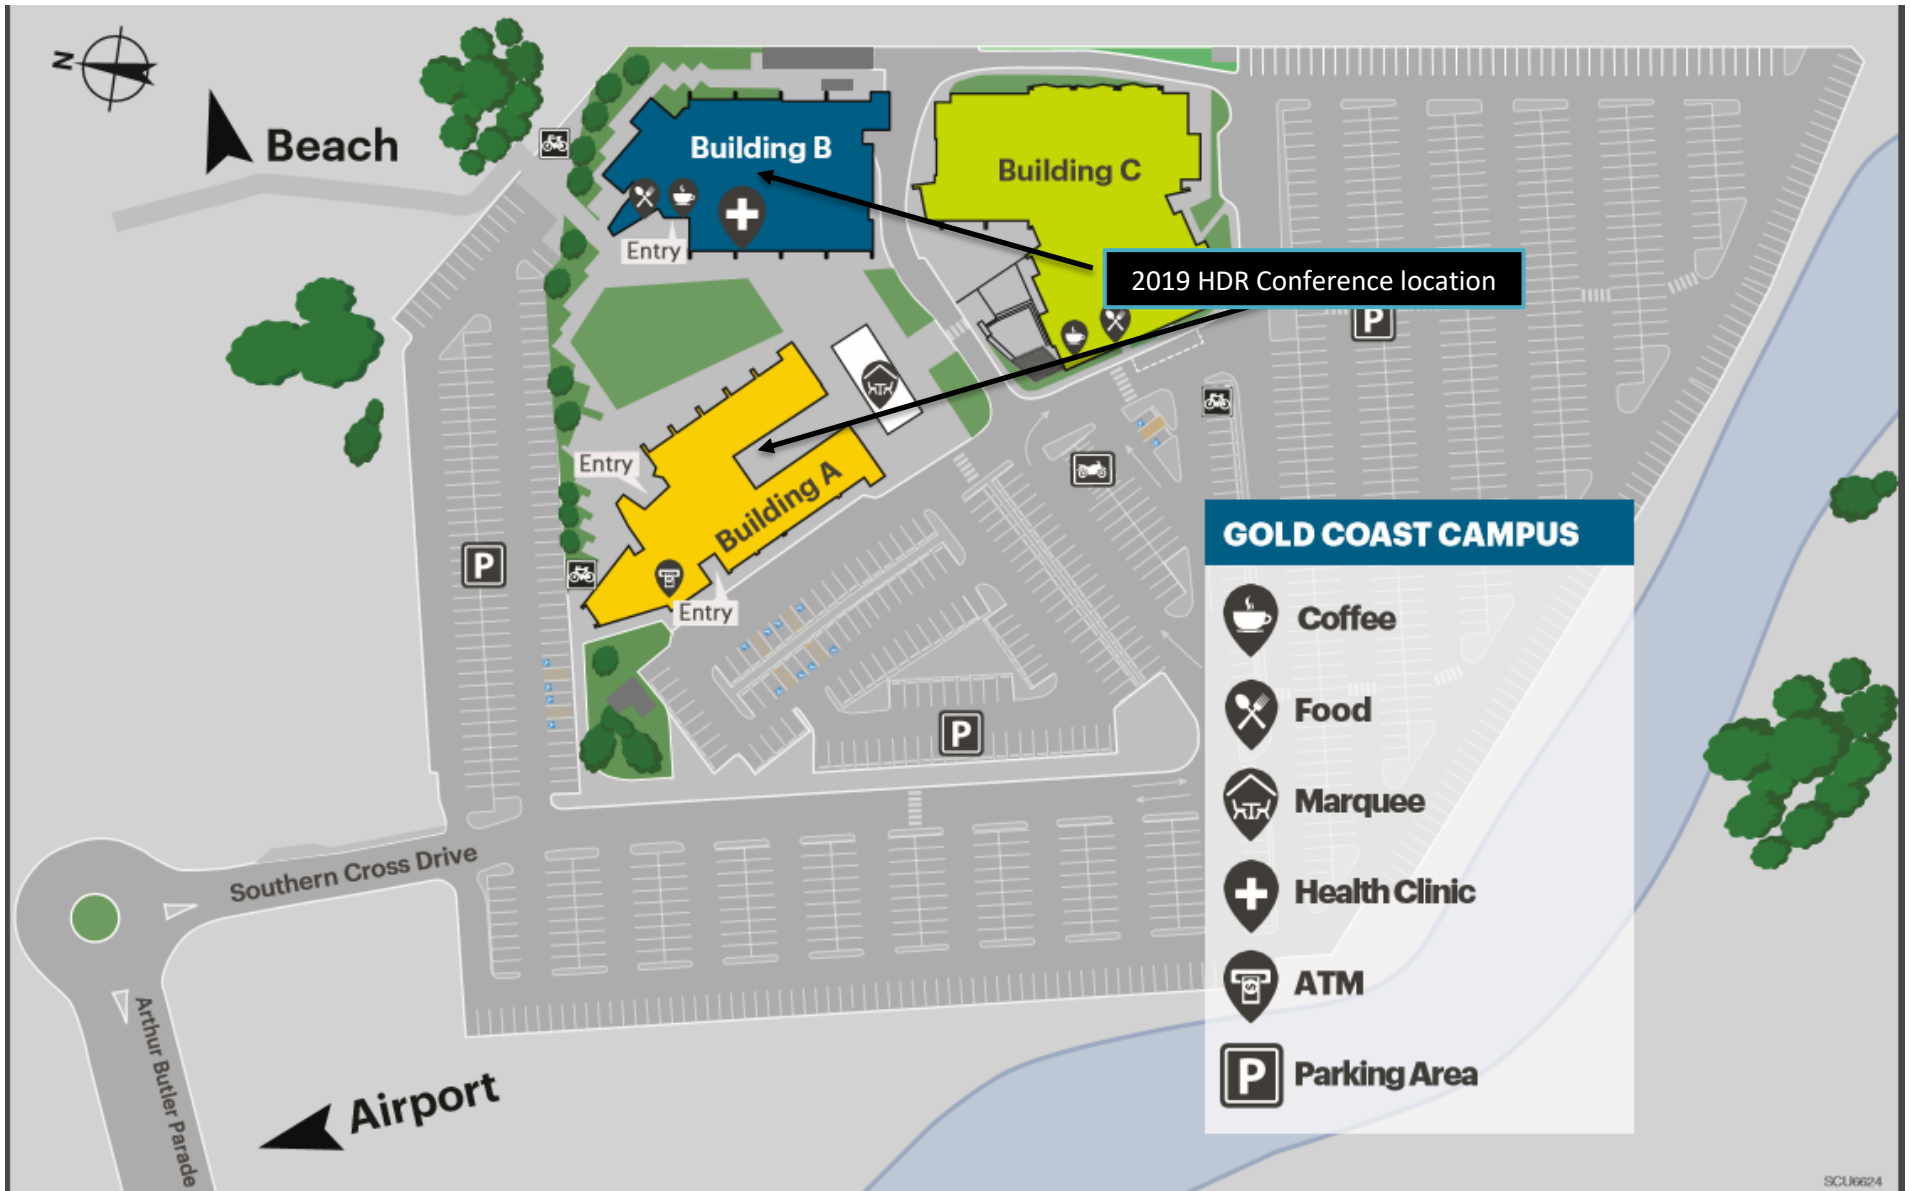 N
Beach
Building B
Building C
Entry
2019 HDR Conference location
P
Entry
Building A
P
Entry
GOLD COAST CAMPUS
Coffee
Food
P
Marquee
Southern Cross Drive
Health Clinic
ATM
Arthur Butler Parade
P Parking Area
Airport
SCU6624